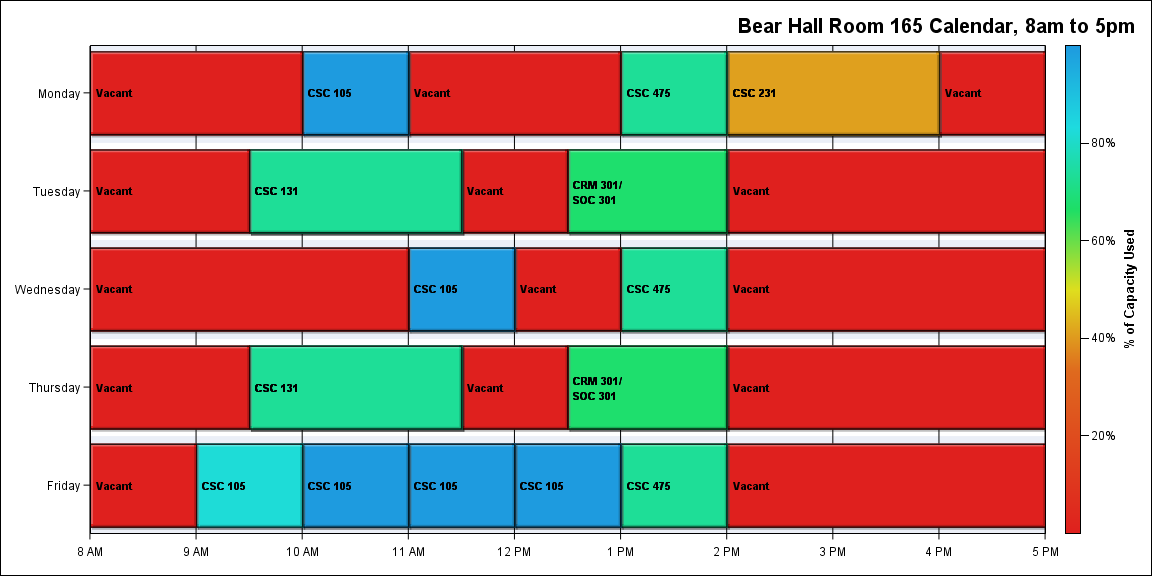 Bear Hall Room 165 Calendar, 8am to 5pm
Monday
Vacant
CSC 105
Vacant
CSC 475
CSC 231
Vacant
Tuesday
Vacant
CSC 131
Vacant
CRM 301/
SOC 301
Vacant
Wednesday
Vacant
CSC 105
Vacant
CSC 475
Vacant
Thursday
Vacant
CSC 131
Vacant
CRM 301/
SOC 301
Vacant
Friday
Vacant
CSC 105
CSC 105
CSC 105
CSC 105
CSC 475
Vacant
8 AM
9 AM
10 AM
11 AM
12 PM
1 PM
2 PM
3 PM
4 PM
5 PM
80%
60%
40%
20%
% of Capacity Used